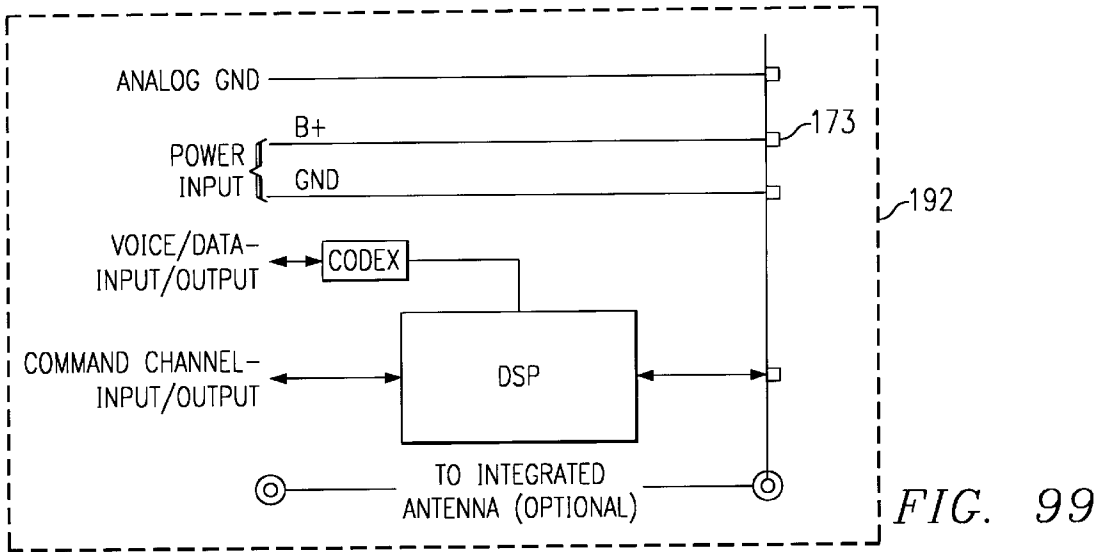 ANALOG GND
B+
173
POWER
INPUT
GND
192
VOICE/DATA-
INPUT/OUTPUT
CODEX
COMMAND CHANNEL-
INPUT/OUTPUT
DSP
TO INTEGRATED
ANTENNA (OPTIONAL)
FIG. 99